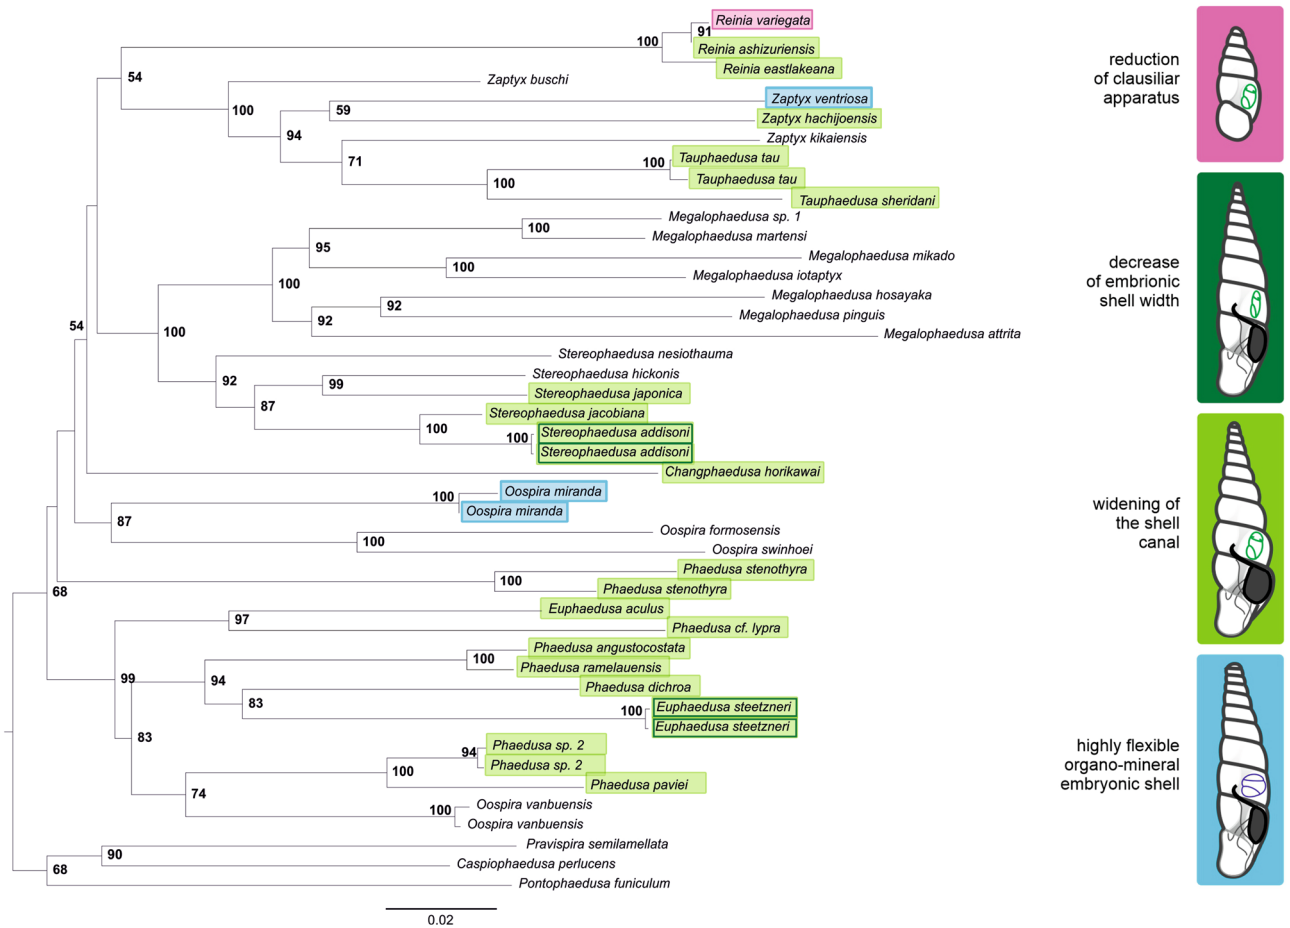 Reinia variegata
91
100
Reinia ashizuriensis
Reinia eastlakeana
54
Zaptyx buschi
100
Zaptyx ventriosa
59
Zaptyx hachijoensis
94
Zaptyx kikaiensis
71
Tauphaedusa tau
100
Tauphaedusa tau
100
Tauphaedusa sheridani
Megalophaedusa sp. 1
100
Megalophaedusa martensi
95
Megalophaedusa mikado
100
Megalophaedusa iotaptyx
100
Megalophaedusa hosayaka
92
Megalophaedusa pinguis
92
Megalophaedusa attrita
54
100
Stereophaedusa nesiothauma
92
Stereophaedusa hickonis
99
Stereophaedusa japonica
87
Stereophaedusa jacobiana
100
Stereophaedusa addisoni
100
Stereophaedusa addisoni
Changphaedusa horikawai
Oospira miranda
100
Oospira miranda
87
Oospira formosensis
100
Oospira swinhoei
Phaedusa stenothyra
100
Phaedusa stenothyra
68
Euphaedusa aculus
97
Phaedusa cf. lypra
Phaedusa angustocostata
100
Phaedusa ramelauensis
99
94
Phaedusa dichroa
83
Euphaedusa steetzneri
100
Euphaedusa steetzneri
83
Phaedusa sp. 2
94
Phaedusa sp. 2
100
Phaedusa paviei
74
Oospira vanbuensis
100
Oospira vanbuensis
Pravispira semilamellata
90
Caspiophaedusa perlucens
68
Pontophaedusa funiculum
0.02
reduction
of clausiliar
apparatus
decrease
of embrionic
shell width
widening of
the shell
canal
highly flexible
organo-mineral
embryonic shell